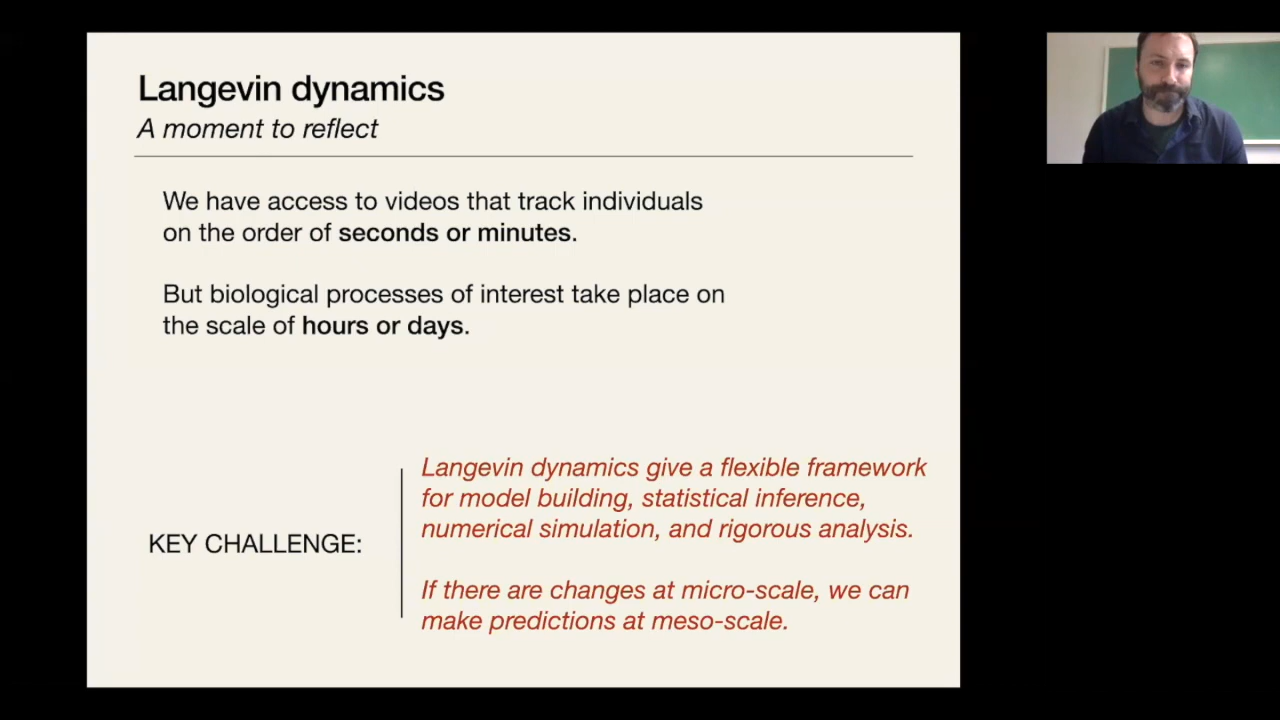 Langevin dynamics
A moment to reflect
We have access to videos that track individuals
on the order of seconds or minutes.
But biological processes of interest take place on
the scale of hours or days.
KEY CHALLENGE:
Langevin dynamics give a flexible framework
for model building, statistical inference,
numerical simulation, and rigorous analysis.
If there are changes at micro-scale, we can
make predictions at meso-scale.